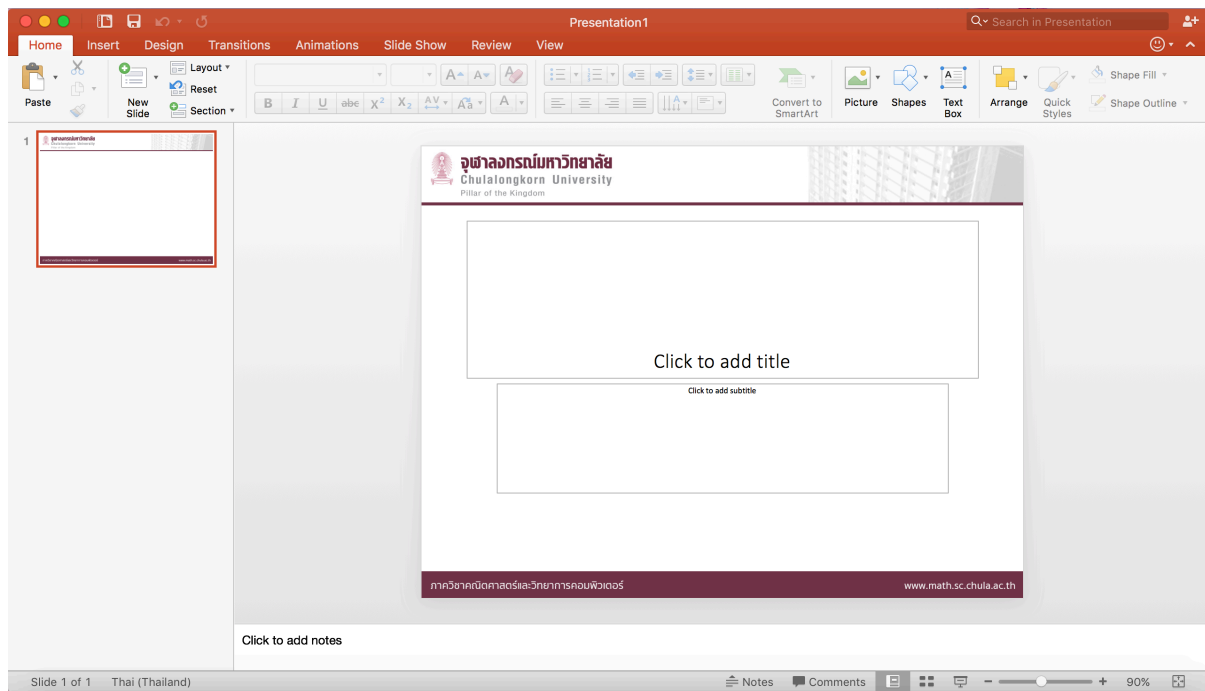 Presentation1
Search in Presentation
Home Insert Design Transitions Animations Slide Show Review View
Paste
New Slide
Layout
Reset
Section
B I U abc X² X₂ AV Aa A
Convert to SmartArt
Picture
Shapes
Text Box
Arrange
Quick Styles
Shape Fill
Shape Outline
1
จุฬาลงกรณ์มหาวิทยาลัย
Chulalongkorn University
Pillar of the Kingdom
Click to add title
Click to add subtitle
ภาควิชาคณิตศาสตร์และวิทยาการคอมพิวเตอร์
www.math.sc.chula.ac.th
Click to add notes
Slide 1 of 1 Thai (Thailand) Notes Comments 90%